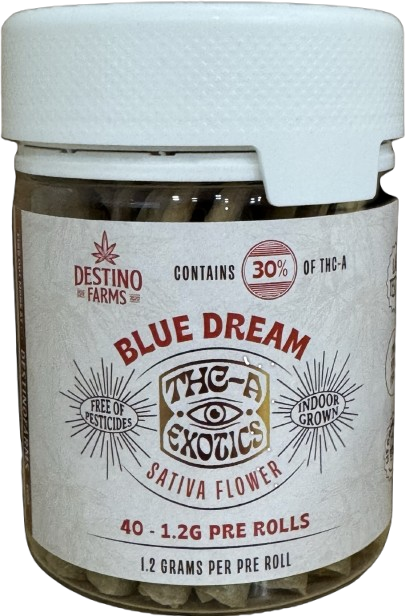 DESTINO
FARMS
CONTAINS 30% OF THC-A
BLUE DREAM
THC-A
EXOTICS
FREE OF
PESTICIDES
INDOOR
GROWN
SATIVA FLOWER
40 - 1.2G PRE ROLLS
1.2 GRAMS PER PRE ROLL